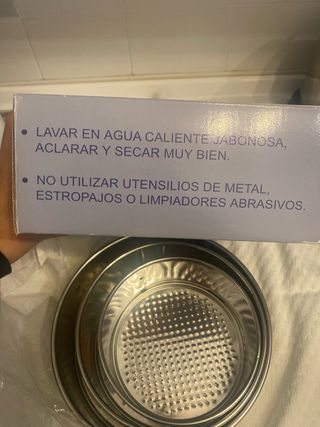 • LAVAR EN AGUA CALIENTE JABONOSA,
ACLARAR Y SECAR MUY BIEN.
• NO UTILIZAR UTENSILIOS DE METAL,
ESTROPAJOS O LIMPIADORES ABRASIVOS.